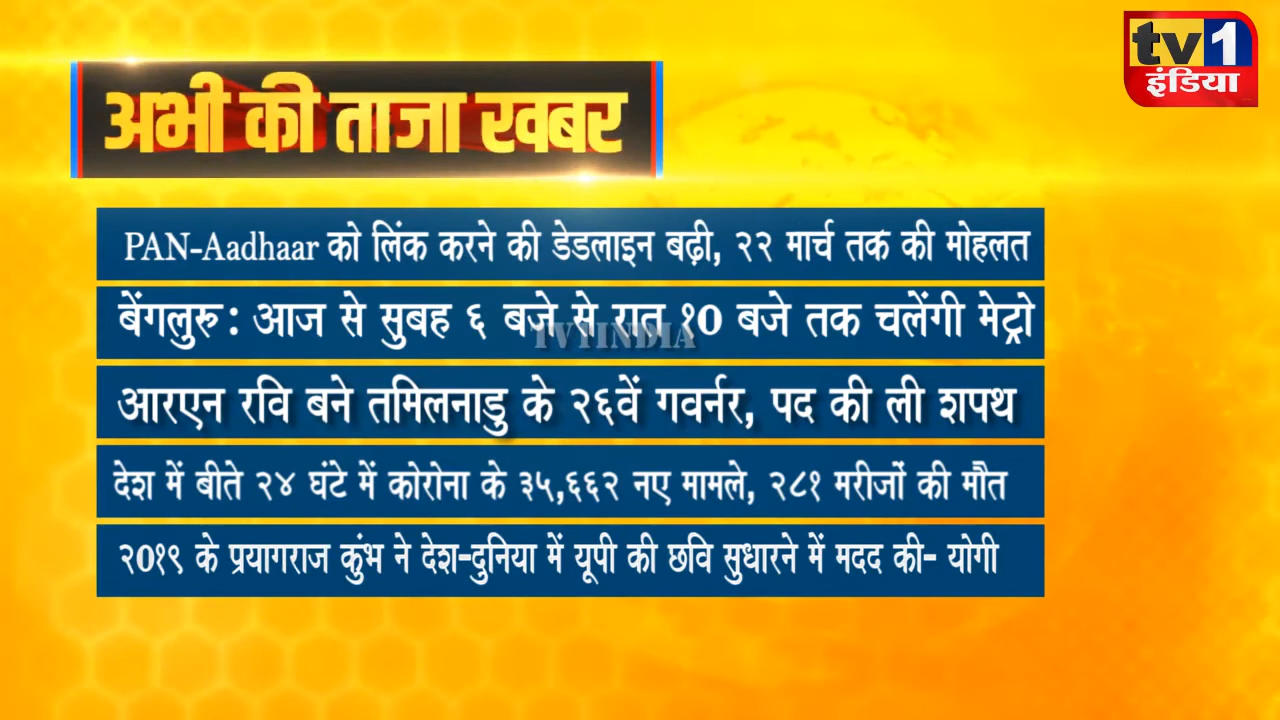 tv1
इंडिया
अभी की ताजा खबर
PAN-Aadhaar को लिंक करने की डेडलाइन बढ़ी, २२ मार्च तक की मोहलत
बेंगलुरु : आज से सुबह ६ बजे से रात १0 बजे तक चलेंगी मेट्रो
TV1INDIA
आरएन रवि बने तमिलनाडु के २६वें गवर्नर, पद की ली शपथ
देश में बीते २४ घंटे में कोरोना के ३५,६६२ नए मामले, २८१ मरीजों की मौत
२0१९ के प्रयागराज कुंभ ने देश-दुनिया में यूपी की छवि सुधारने में मदद की- योगी